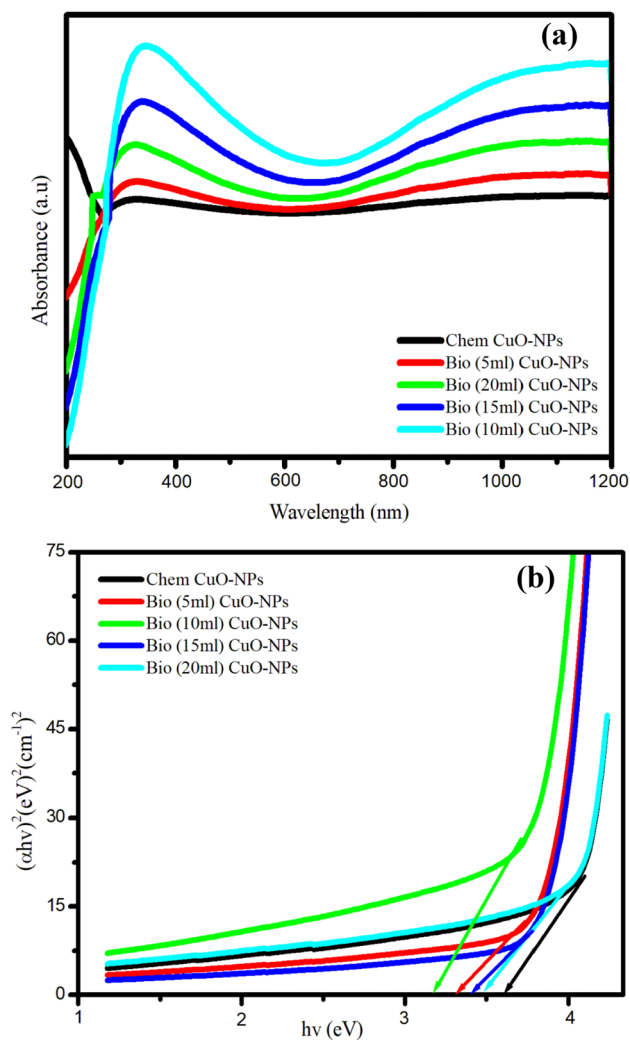 (a)
Absorbance (a.u)
Chem CuO-NPs
Bio (5ml) CuO-NPs
Bio (20ml) CuO-NPs
Bio (15ml) CuO-NPs
Bio (10ml) CuO-NPs
200 400 600 800 1000 1200
Wavelength (nm)
(b)
75
60
45
30
15
0
(αhν)²(eV)²(cm⁻¹)²
Chem CuO-NPs
Bio (5ml) CuO-NPs
Bio (10ml) CuO-NPs
Bio (15ml) CuO-NPs
Bio (20ml) CuO-NPs
1 2 3 4
hν (eV)